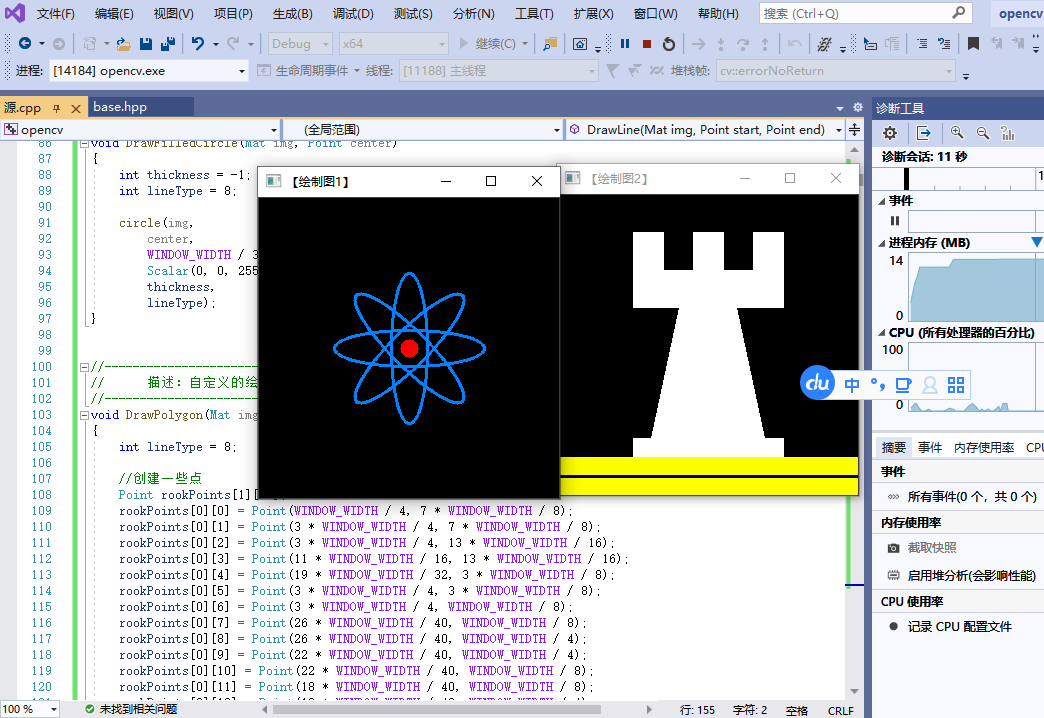 文件(F) 编辑(E) 视图(V) 项目(P) 生成(B) 调试(D) 测试(S) 分析(N) 工具(T) 扩展(X) 窗口(W) 帮助(H) 搜索 (Ctrl+Q) opencv
Debug x64 继续(C)
进程: [14184] opencv.exe 生命周期事件 线程: [11188] 主线程 堆栈帧: cv::errorNoReturn
源.cpp base.hpp
opencv (全局范围) DrawLine(Mat img, Point start, Point end)
86 void DrawFilledCircle(Mat img, Point center)
87 {
88 int thickness = -1;
89 int lineType = 8;
90
91 circle(img,
92 center,
93 WINDOW_WIDTH / 3
94 Scalar(0, 0, 255
95 thickness,
96 lineType);
97 }
98
99
100 //
101 // 描述：自定义的绘
102 //
103 void DrawPolygon(Mat img
104 {
105 int lineType = 8;
106
107 //创建一些点
108 Point rookPoints[1][
109 rookPoints[0][0] = Point(WINDOW_WIDTH / 4, 7 * WINDOW_WIDTH / 8);
110 rookPoints[0][1] = Point(3 * WINDOW_WIDTH / 4, 7 * WINDOW_WIDTH / 8);
111 rookPoints[0][2] = Point(3 * WINDOW_WIDTH / 4, 13 * WINDOW_WIDTH / 16);
112 rookPoints[0][3] = Point(11 * WINDOW_WIDTH / 16, 13 * WINDOW_WIDTH / 16);
113 rookPoints[0][4] = Point(19 * WINDOW_WIDTH / 32, 3 * WINDOW_WIDTH / 8);
114 rookPoints[0][5] = Point(3 * WINDOW_WIDTH / 4, 3 * WINDOW_WIDTH / 8);
115 rookPoints[0][6] = Point(3 * WINDOW_WIDTH / 4, WINDOW_WIDTH / 8);
116 rookPoints[0][7] = Point(26 * WINDOW_WIDTH / 40, WINDOW_WIDTH / 8);
117 rookPoints[0][8] = Point(26 * WINDOW_WIDTH / 40, WINDOW_WIDTH / 4);
118 rookPoints[0][9] = Point(22 * WINDOW_WIDTH / 40, WINDOW_WIDTH / 4);
119 rookPoints[0][10] = Point(22 * WINDOW_WIDTH / 40, WINDOW_WIDTH / 8);
120 rookPoints[0][11] = Point(18 * WINDOW_WIDTH / 40, WINDOW_WIDTH / 8);
【绘制图1】
【绘制图2】
诊断工具
诊断会话: 11 秒
1
事件
进程内存 (MB)
14
0
CPU (所有处理器的百分比)
100
0
du 中
摘要 事件 内存使用率 CPU
事件
所有事件(0 个，共 0 个)
内存使用率
截取快照
启用堆分析(会影响性能)
CPU 使用率
记录 CPU 配置文件
100 % 未找到相关问题 行: 155 字符: 2 空格 CRLF